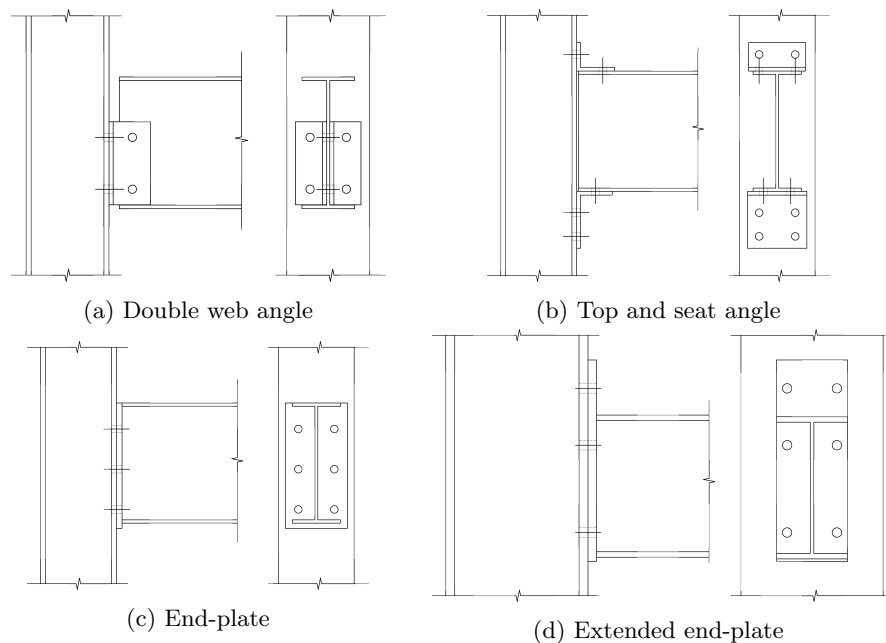 (a) Double web angle
(b) Top and seat angle
(c) End-plate
(d) Extended end-plate